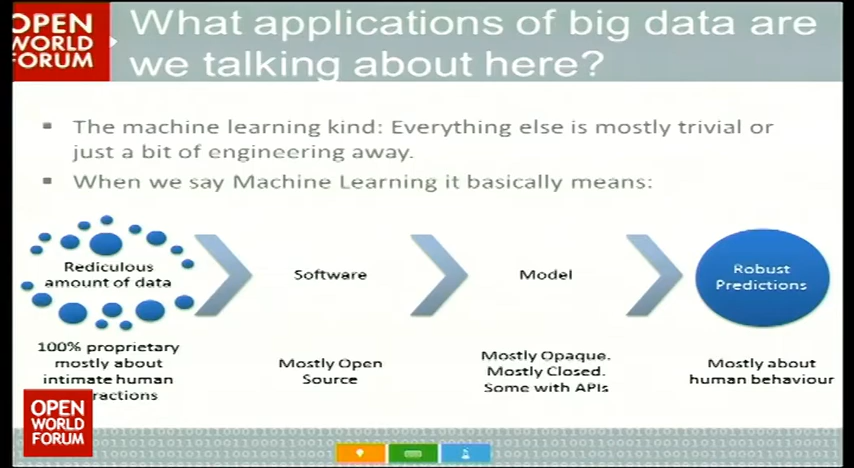 OPEN
WORLD
FORUM
What applications of big data are
we talking about here?
The machine learning kind: Everything else is mostly trivial or
just a bit of engineering away.
When we say Machine Learning it basically means:
Rediculous
amount of data
Software
Model
Robust
Predictions
100% proprietary
mostly about
intimate human
ractions
Mostly Open
Source
Mostly Opaque.
Mostly Closed.
Some with APIs
Mostly about
human behaviour
OPEN
WORLD
FORUM